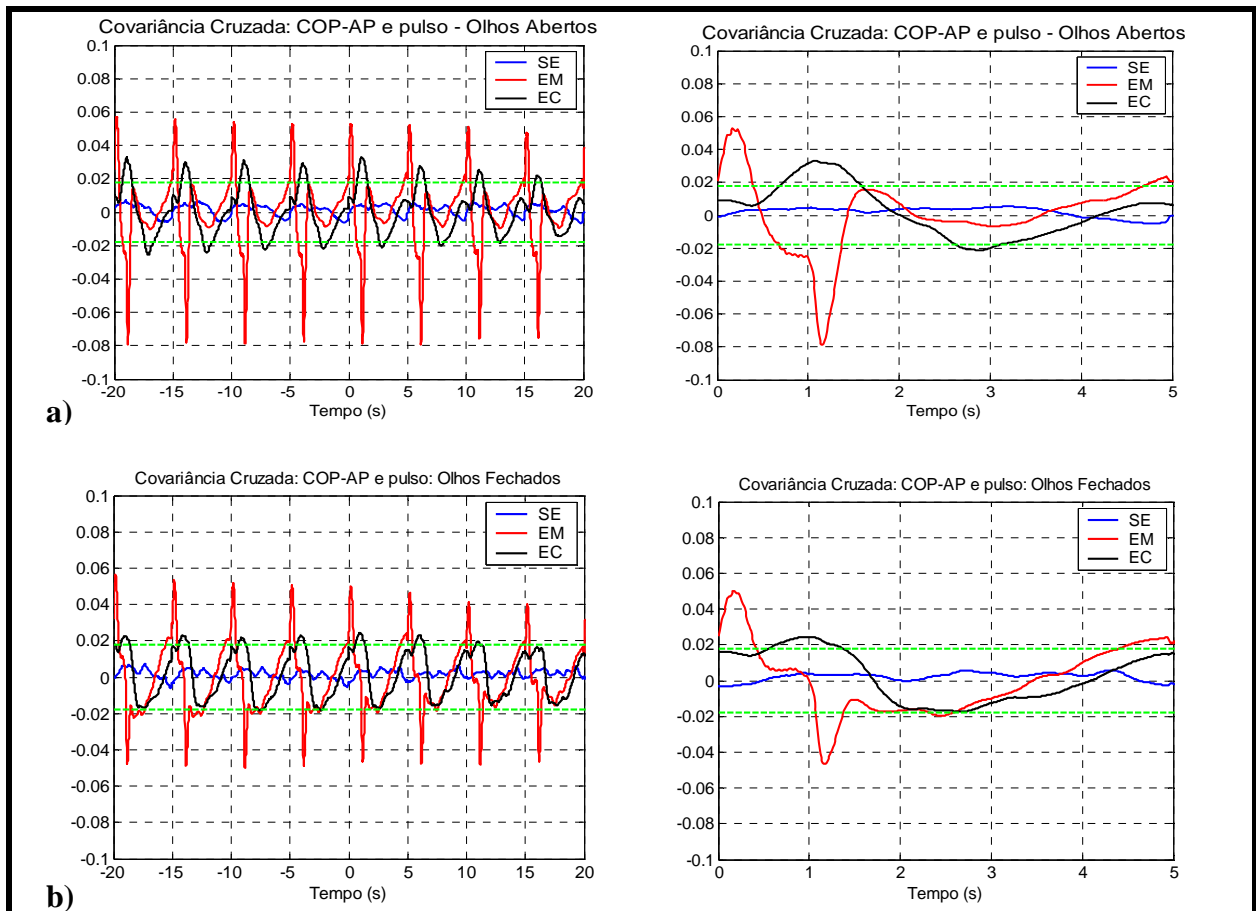 Covariância Cruzada: COP-AP e pulso - Olhos Abertos
0.1
0.08
0.06
0.04
0.02
0
-0.02
-0.04
-0.06
-0.08
-0.1
-20 -15 -10 -5 0 5 10 15 20
Tempo (s)
SE
EM
EC
a)
Covariância Cruzada: COP-AP e pulso - Olhos Abertos
0.1
0.08
0.06
0.04
0.02
0
-0.02
-0.04
-0.06
-0.08
-0.1
0 1 2 3 4 5
Tempo (s)
SE
EM
EC
Covariância Cruzada: COP-AP e pulso: Olhos Fechados
0.1
0.08
0.06
0.04
0.02
0
-0.02
-0.04
-0.06
-0.08
-0.1
-20 -15 -10 -5 0 5 10 15 20
Tempo (s)
SE
EM
EC
b)
Covariância Cruzada: COP-AP e pulso: Olhos Fechados
0.1
0.08
0.06
0.04
0.02
0
-0.02
-0.04
-0.06
-0.08
-0.1
0 1 2 3 4 5
Tempo (s)
SE
EM
EC